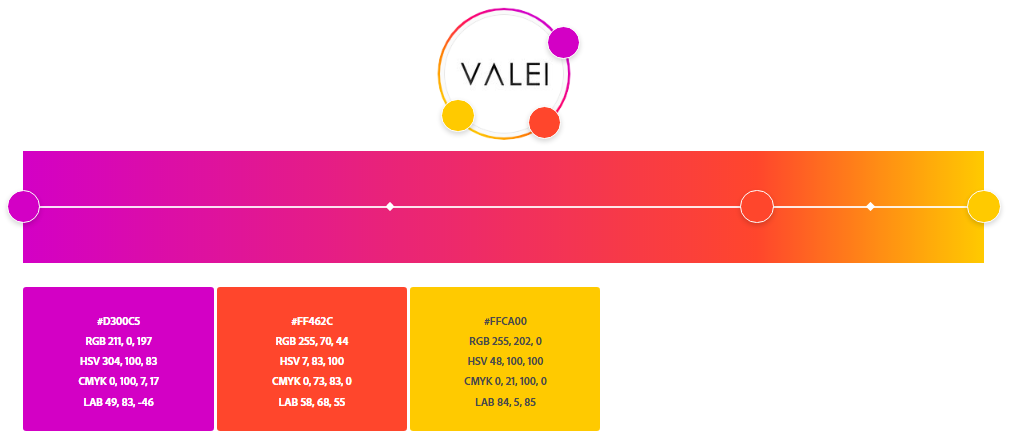 VALEI
#D300C5
RGB 211, 0, 197
HSV 304, 100, 83
CMYK 0, 100, 7, 17
LAB 49, 83, -46
#FF462C
RGB 255, 70, 44
HSV 7, 83, 100
CMYK 0, 73, 83, 0
LAB 58, 68, 55
#FFCA00
RGB 255, 202, 0
HSV 48, 100, 100
CMYK 0, 21, 100, 0
LAB 84, 5, 85